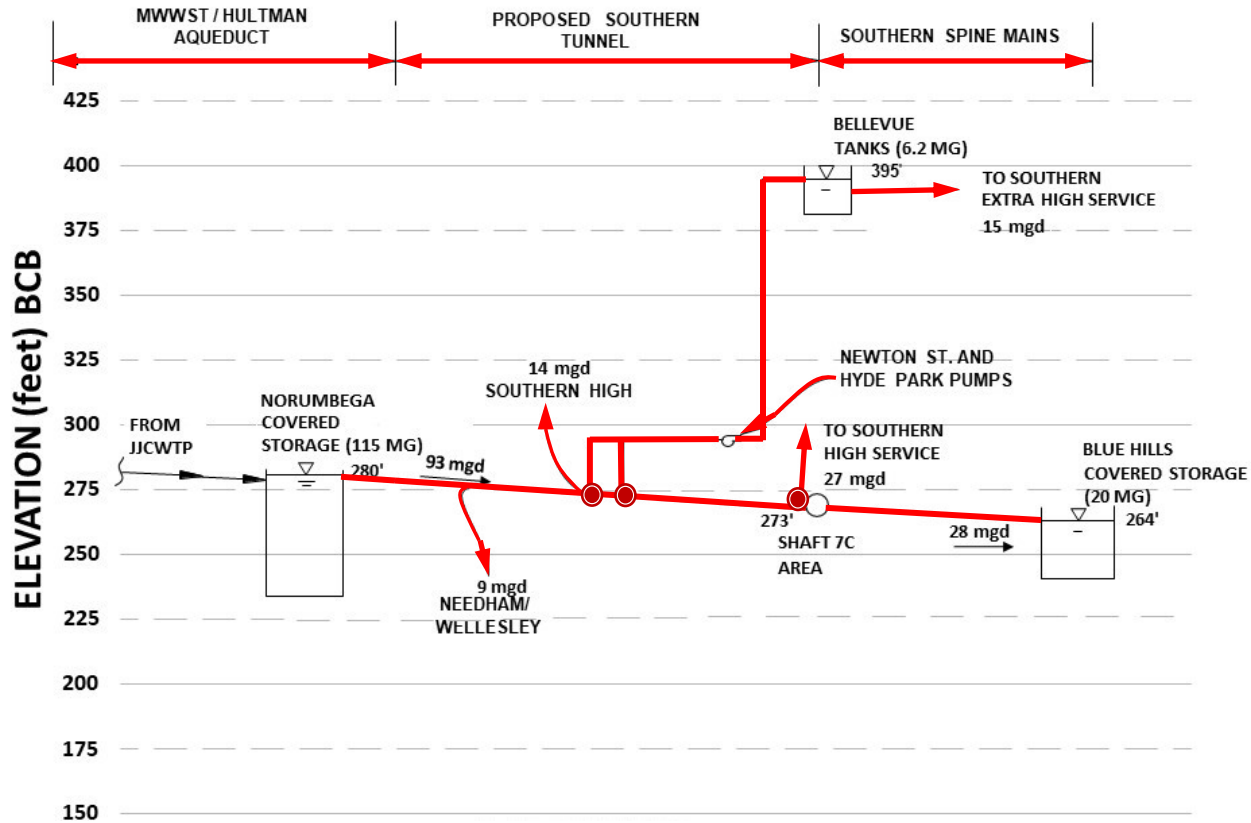 MWWST / HULTMAN
AQUEDUCT
PROPOSED SOUTHERN
TUNNEL
SOUTHERN SPINE MAINS
ELEVATION (feet) BCB
425
400
375
350
325
300
275
250
225
200
175
150
BELLEVUE
TANKS (6.2 MG)
395'
TO SOUTHERN
EXTRA HIGH SERVICE
15 mgd
14 mgd
SOUTHERN HIGH
NEWTON ST. AND
HYDE PARK PUMPS
FROM
JJCWTP
NORUMBEGA
COVERED
STORAGE (115 MG)
280'
93 mgd
TO SOUTHERN
HIGH SERVICE
27 mgd
BLUE HILLS
COVERED STORAGE
(20 MG)
264'
273'
SHAFT 7C
AREA
28 mgd
9 mgd
NEEDHAM/
WELLESLEY